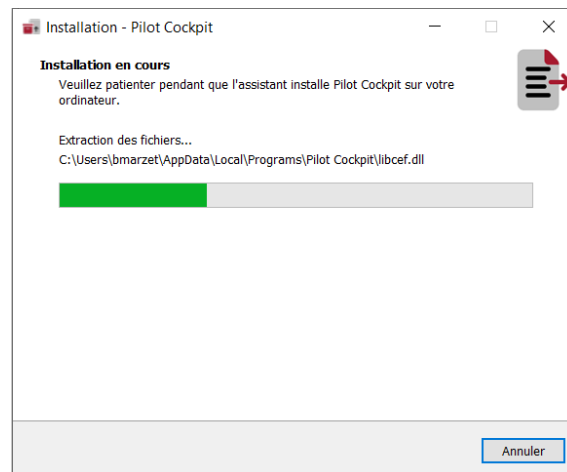 Installation - Pilot Cockpit
Installation en cours
Veuillez patienter pendant que l'assistant installe Pilot Cockpit sur votre
ordinateur.
Extraction des fichiers...
C:\Users\bmarzet\AppData\Local\Programs\Pilot Cockpit\libcef.dll
Annuler